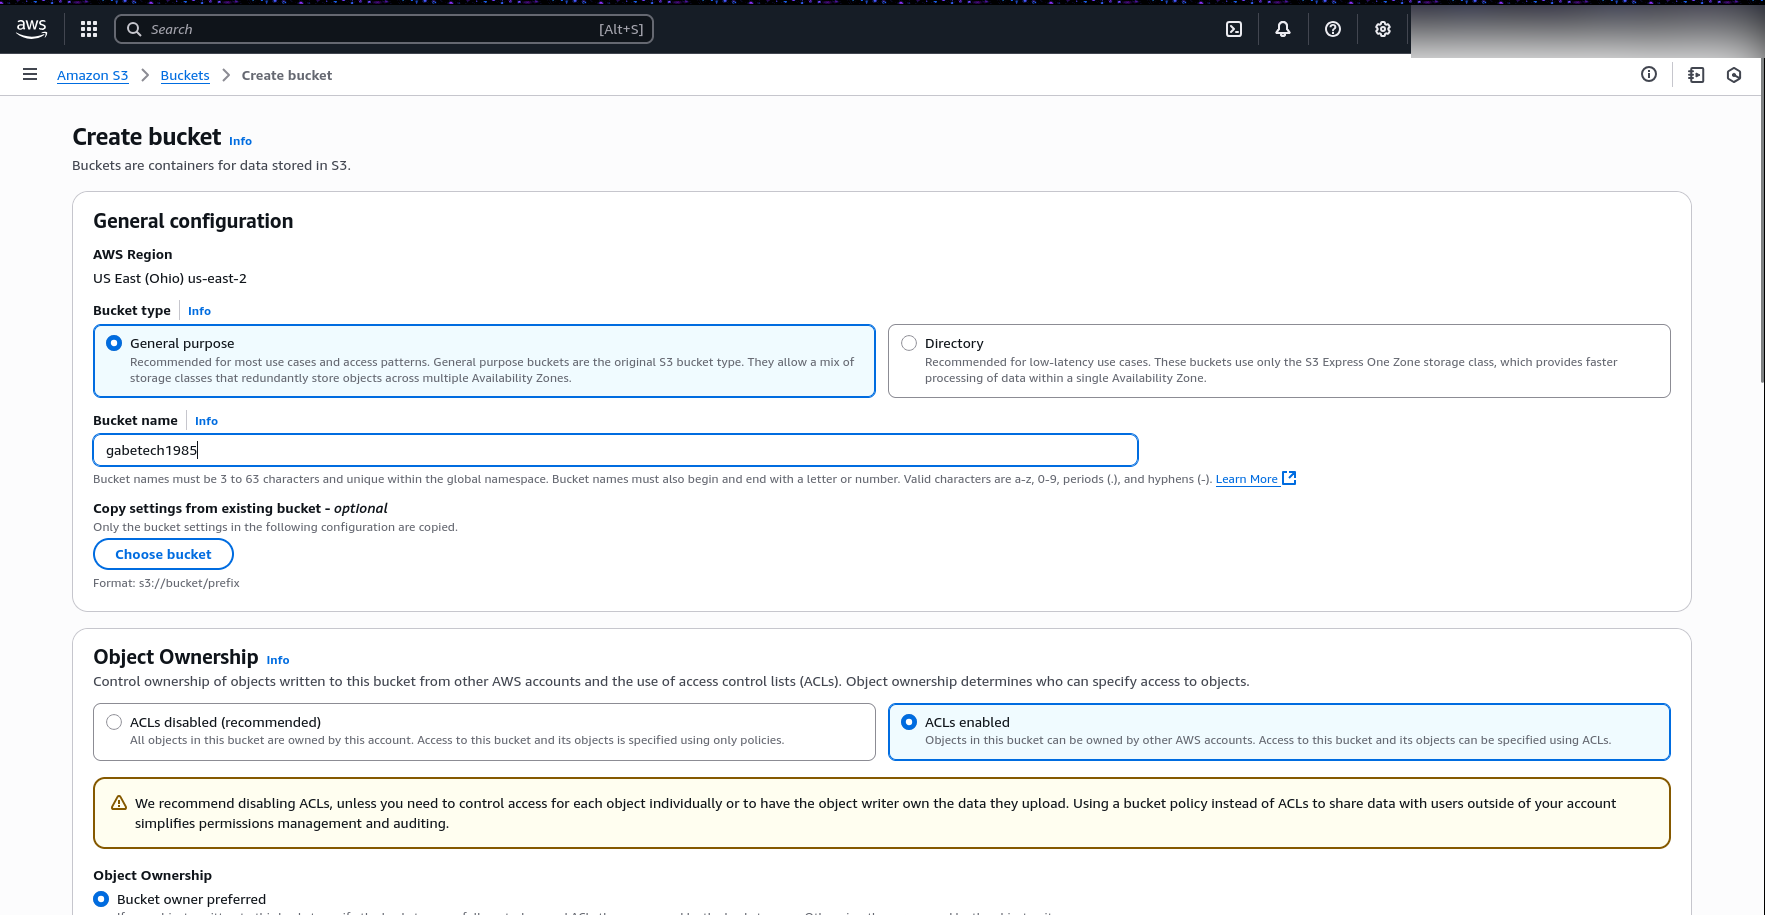 aws
Search [Alt+S]
Amazon S3 > Buckets > Create bucket
Create bucket Info
Buckets are containers for data stored in S3.
General configuration
AWS Region
US East (Ohio) us-east-2
Bucket type Info
General purpose
Recommended for most use cases and access patterns. General purpose buckets are the original S3 bucket type. They allow a mix of
storage classes that redundantly store objects across multiple Availability Zones.
Directory
Recommended for low-latency use cases. These buckets use only the S3 Express One Zone storage class, which provides faster
processing of data within a single Availability Zone.
Bucket name Info
gabetech1985
Bucket names must be 3 to 63 characters and unique within the global namespace. Bucket names must also begin and end with a letter or number. Valid characters are a-z, 0-9, periods (.), and hyphens (-). Learn More
Copy settings from existing bucket - optional
Only the bucket settings in the following configuration are copied.
Choose bucket
Format: s3://bucket/prefix
Object Ownership Info
Control ownership of objects written to this bucket from other AWS accounts and the use of access control lists (ACLs). Object ownership determines who can specify access to objects.
ACLs disabled (recommended)
All objects in this bucket are owned by this account. Access to this bucket and its objects is specified using only policies.
ACLs enabled
Objects in this bucket can be owned by other AWS accounts. Access to this bucket and its objects can be specified using ACLs.
We recommend disabling ACLs, unless you need to control access for each object individually or to have the object writer own the data they upload. Using a bucket policy instead of ACLs to share data with users outside of your account
simplifies permissions management and auditing.
Object Ownership
Bucket owner preferred